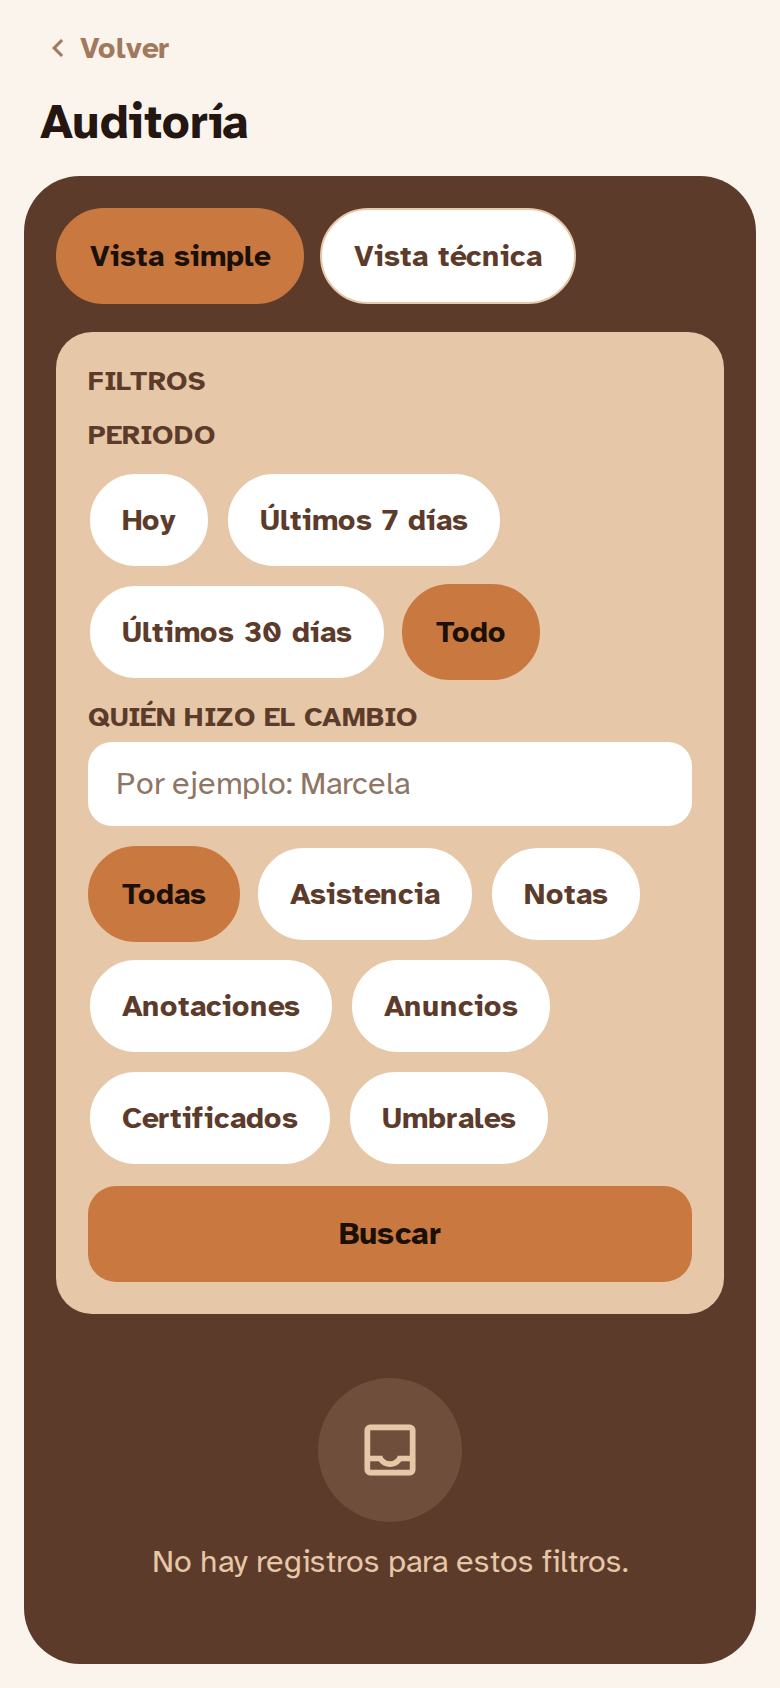 Volver
Auditoría
Vista simple Vista técnica
FILTROS
PERIODO
Hoy Últimos 7 días
Últimos 30 días Todo
QUIÉN HIZO EL CAMBIO
Por ejemplo: Marcela
Todas Asistencia Notas
Anotaciones Anuncios
Certificados Umbrales
Buscar
No hay registros para estos filtros.